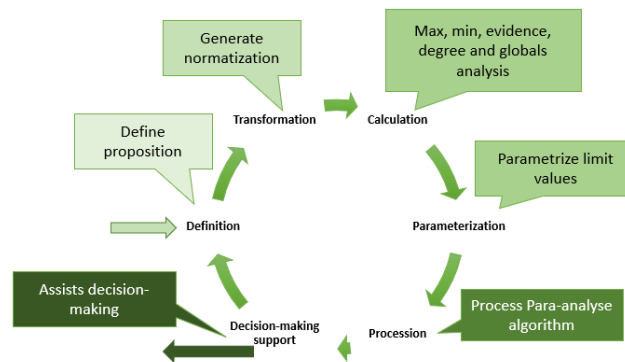 Generate
normatization
Max, min, evidence,
degree and globals
analysis
Transformation
Calculation
Define
proposition
Parametrize limit
values
Definition
Parameterization
Assists decision-
making
Decision-making
support
Procession
Process Para-analyse
algorithm